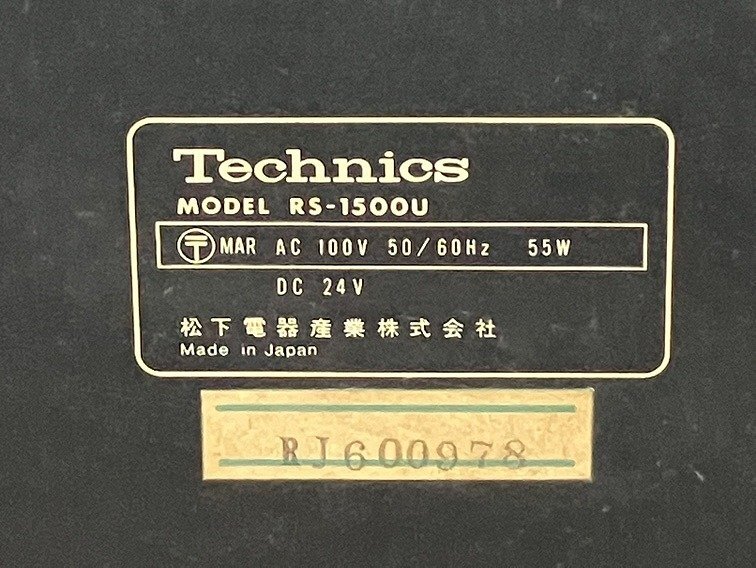 Technics
MODEL RS-1500U
〒 MAR AC 100V 50/60Hz 55W
DC 24V
松下電器産業株式会社
Made in Japan
RJ600978